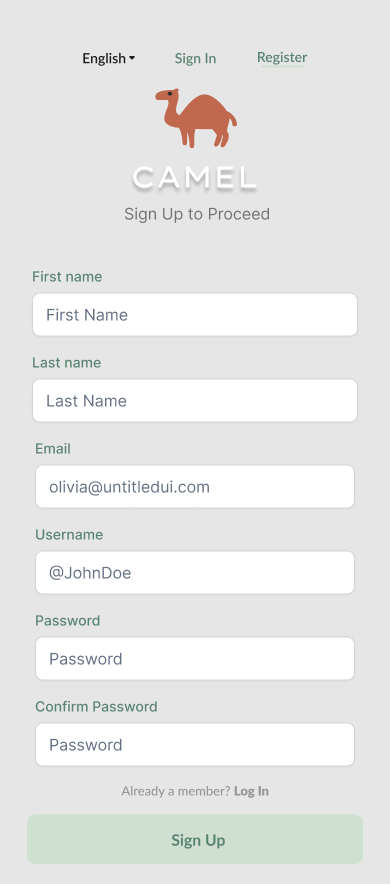 English Sign In Register
CAMEL
Sign Up to Proceed
First name
First Name
Last name
Last Name
Email
olivia@untitledui.com
Username
@JohnDoe
Password
Password
Confirm Password
Password
Already a member? Log In
Sign Up